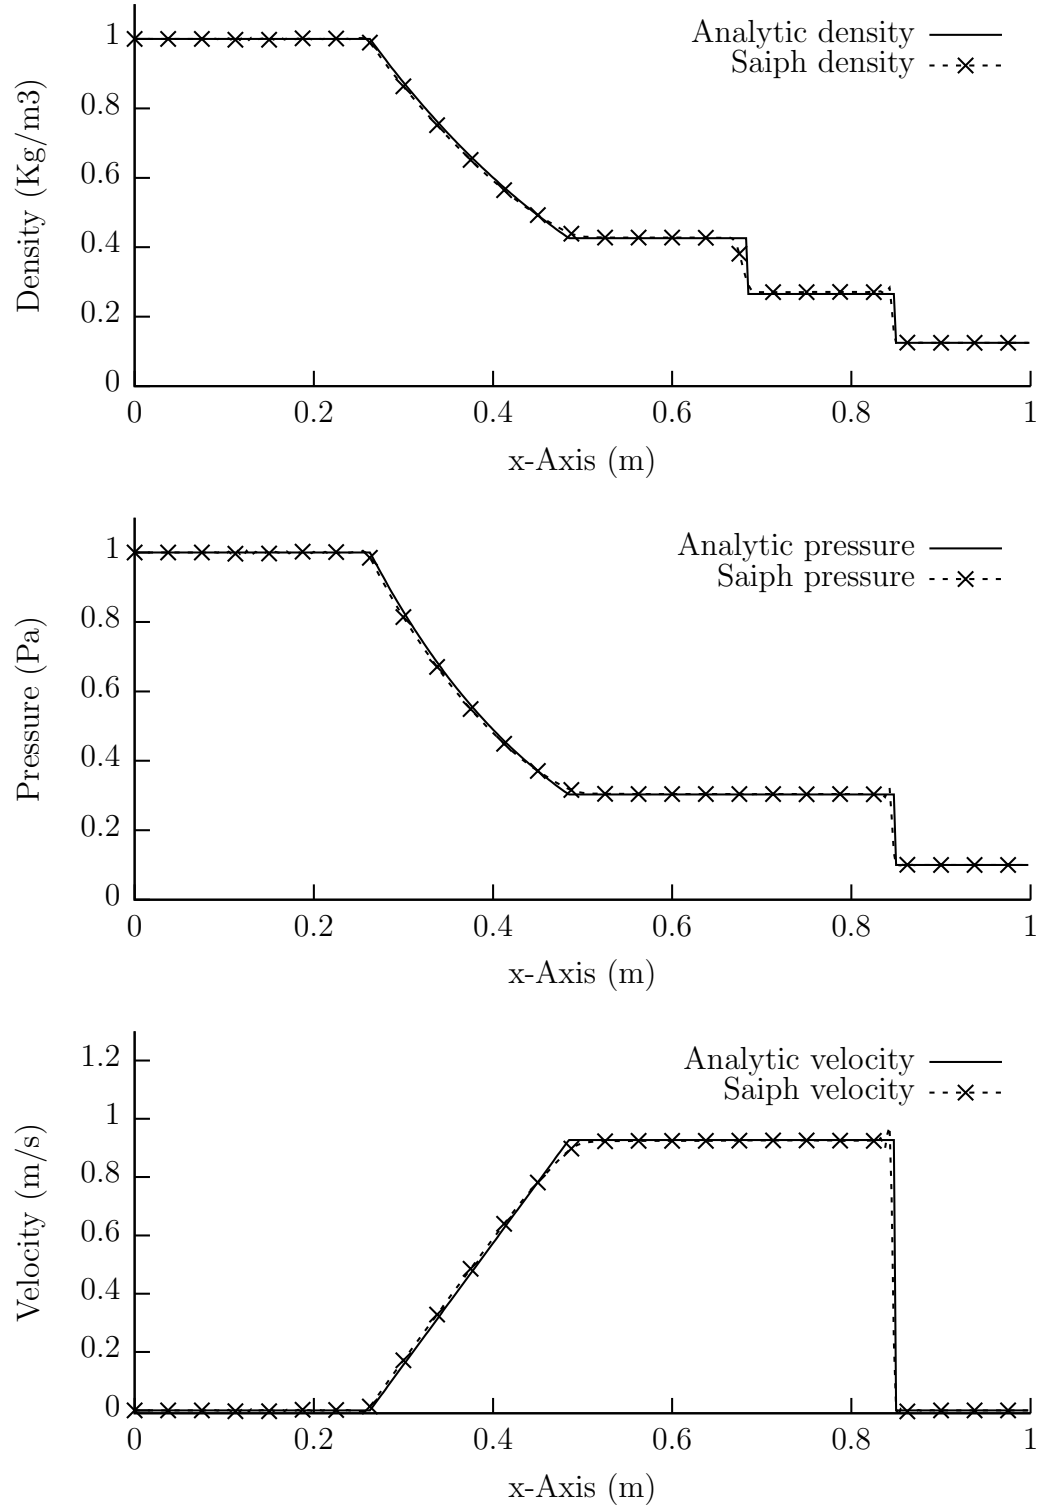 Analytic density
Saiph density
Density (Kg/m3)
1
0.8
0.6
0.4
0.2
0
0 0.2 0.4 0.6 0.8 1
x-Axis (m)
Analytic pressure
Saiph pressure
Pressure (Pa)
1
0.8
0.6
0.4
0.2
0
0 0.2 0.4 0.6 0.8 1
x-Axis (m)
Analytic velocity
Saiph velocity
Velocity (m/s)
1.2
1
0.8
0.6
0.4
0.2
0
0 0.2 0.4 0.6 0.8 1
x-Axis (m)